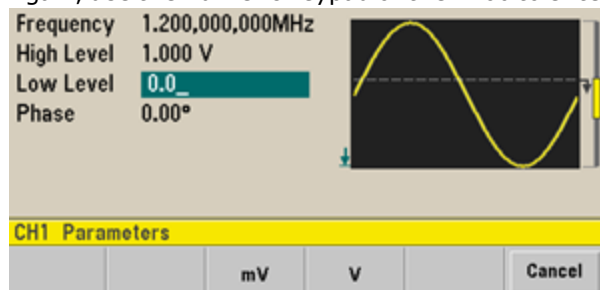 Frequency 1.200,000,000MHz
High Level 1.000 V
Low Level 0.0_
Phase 0.00°
CH1 Parameters
mV V Cancel